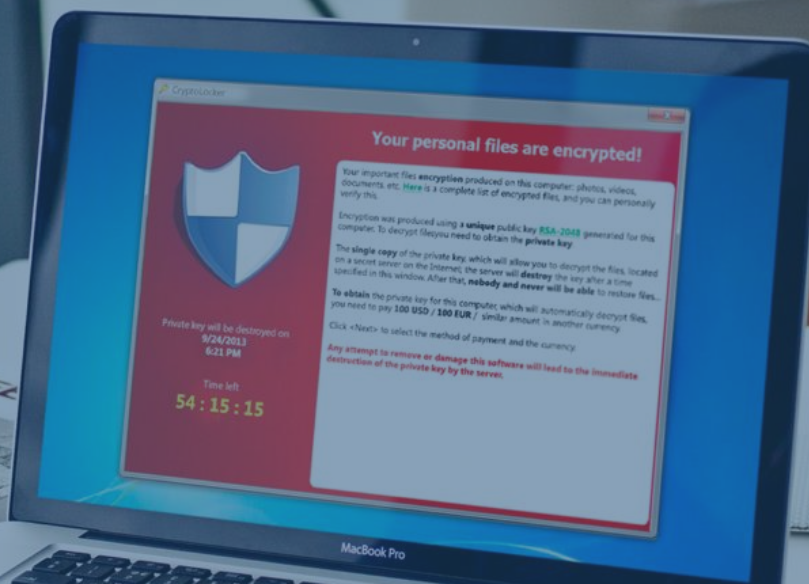 CryptoLocker
Your personal files are encrypted!
Your important files encryption produced on this computer: photos, videos,
documents, etc. Here is a complete list of encrypted files, and you can personally
verify this.
Encryption was produced using a unique public key RSA-2048 generated for this
computer. To decrypt files you need to obtain the private key
The single copy of the private key, which will allow you to decrypt the files, located
on a secret server on the Internet; the server will destroy the key after a time
specified in this window. After that, nobody and never will be able to restore files...
To obtain the private key for this computer, which will automatically decrypt files,
you need to pay 100 USD / 100 EUR / similar amount in another currency.
Click <Next> to select the method of payment and the currency.
Any attempt to remove or damage this software will lead to the immediate
destruction of the private key by the server.
Private key will be destroyed on
9/24/2013
6:21 PM
Time left
54 : 15 : 15
MacBook Pro